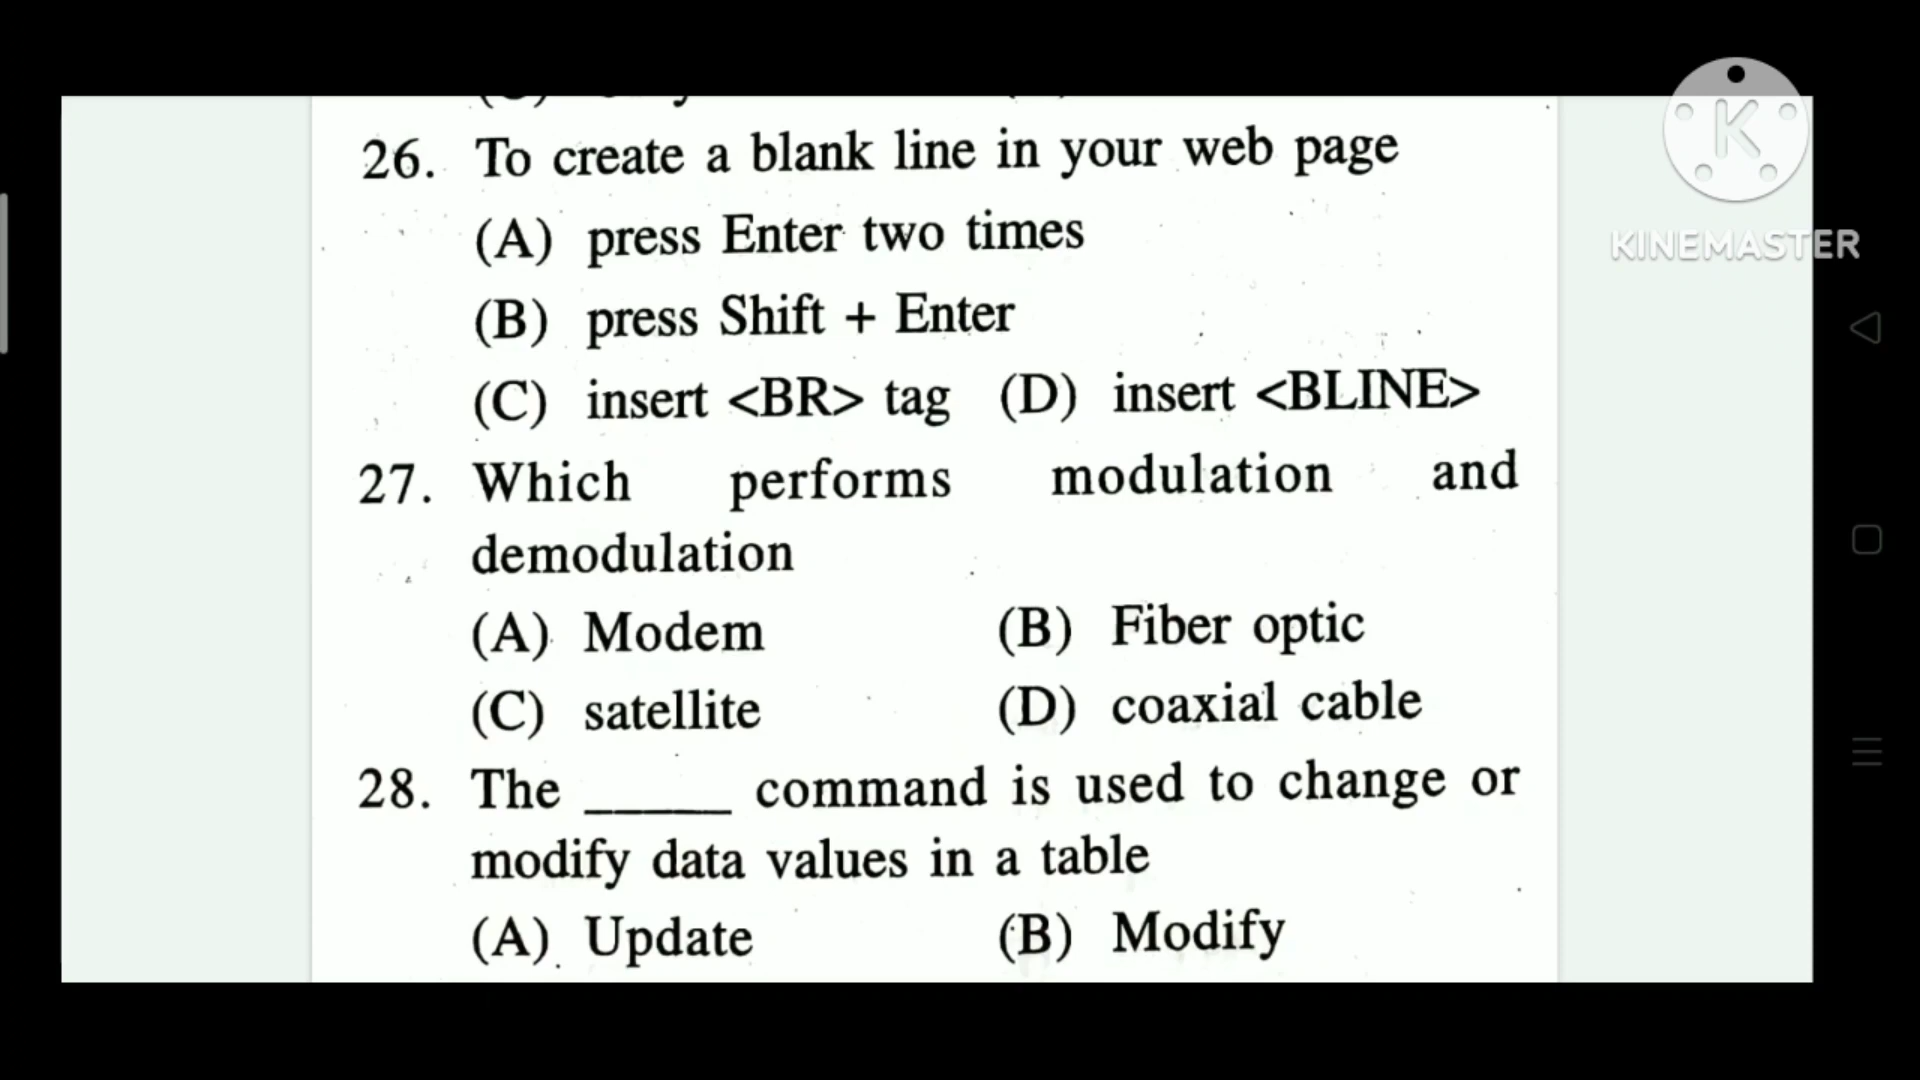 26. To create a blank line in your web page
(A) press Enter two times
(B) press Shift + Enter
(C) insert <BR> tag (D) insert <BLINE>
27. Which performs modulation and
demodulation
(A) Modem (B) Fiber optic
(C) satellite (D) coaxial cable
28. The _____ command is used to change or
modify data values in a table
(A) Update (B) Modify
K
KINEMASTER